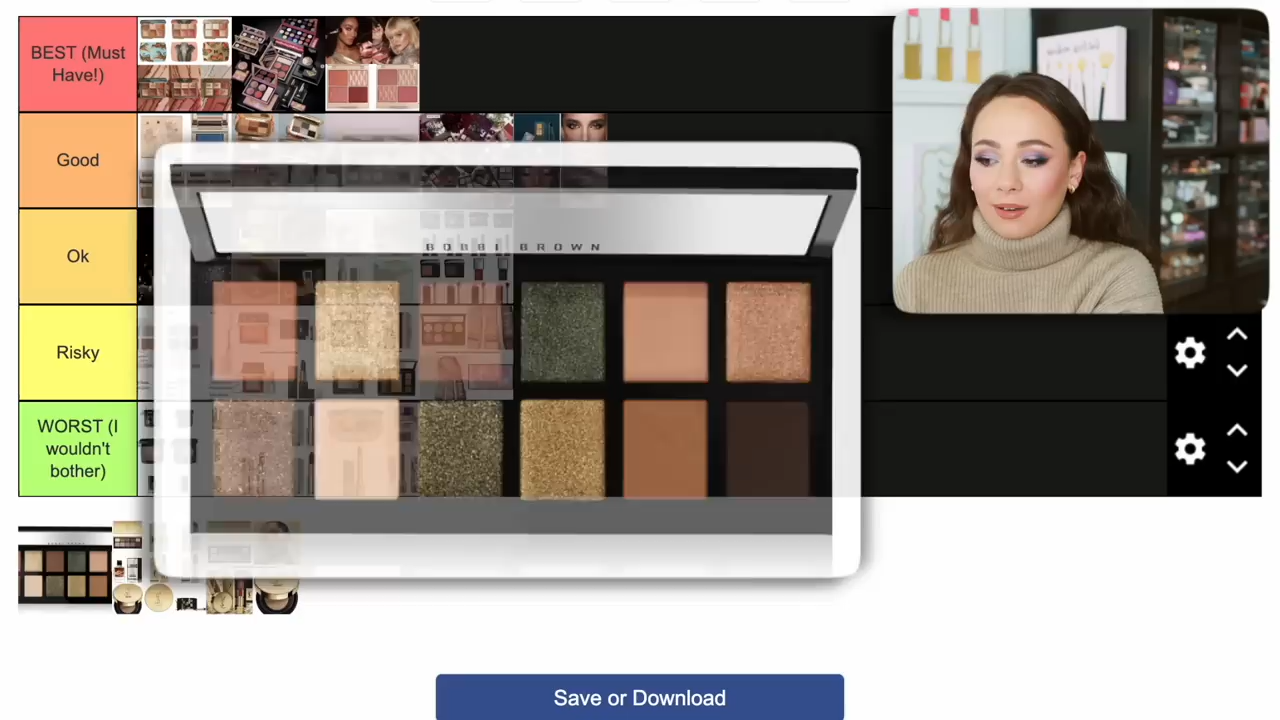 BEST (Must
Have!)
Good
Ok
Risky
WORST (I
wouldn't
bother)
BOBBI BROWN
Save or Download